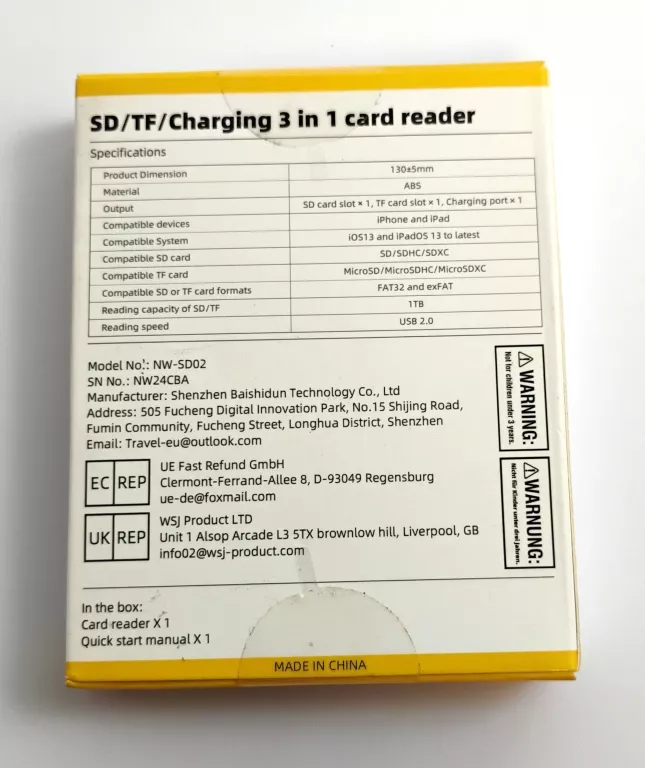 SD/TF/Charging 3 in 1 card reader
Specifications
Product Dimension 130±5mm
Material ABS
Output SD card slot × 1, TF card slot × 1, Charging port × 1
Compatible devices iPhone and iPad
Compatible System iOS13 and iPadOS 13 to latest
Compatible SD card SD/SDHC/SDXC
Compatible TF card MicroSD/MicroSDHC/MicroSDXC
Compatible SD or TF card formats FAT32 and exFAT
Reading capacity of SD/TF 1TB
Reading speed USB 2.0
Model No.: NW-SD02
SN No.: NW24CBA
Manufacturer: Shenzhen Baishidun Technology Co., Ltd
Address: 505 Fucheng Digital Innovation Park, No.15 Shijing Road,
Fumin Community, Fucheng Street, Longhua District, Shenzhen
Email: Travel-eu@outlook.com
WARNING:
Not for children under 3 years.
EC REP
UE Fast Refund GmbH
Clermont-Ferrand-Allee 8, D-93049 Regensburg
ue-de@foxmail.com
WARNUNG:
Nicht für Kinder unter drei Jahren.
UK REP
WSJ Product LTD
Unit 1 Alsop Arcade L3 5TX brownlow hill, Liverpool, GB
info02@wsj-product.com
In the box:
Card reader X 1
Quick start manual X 1
MADE IN CHINA